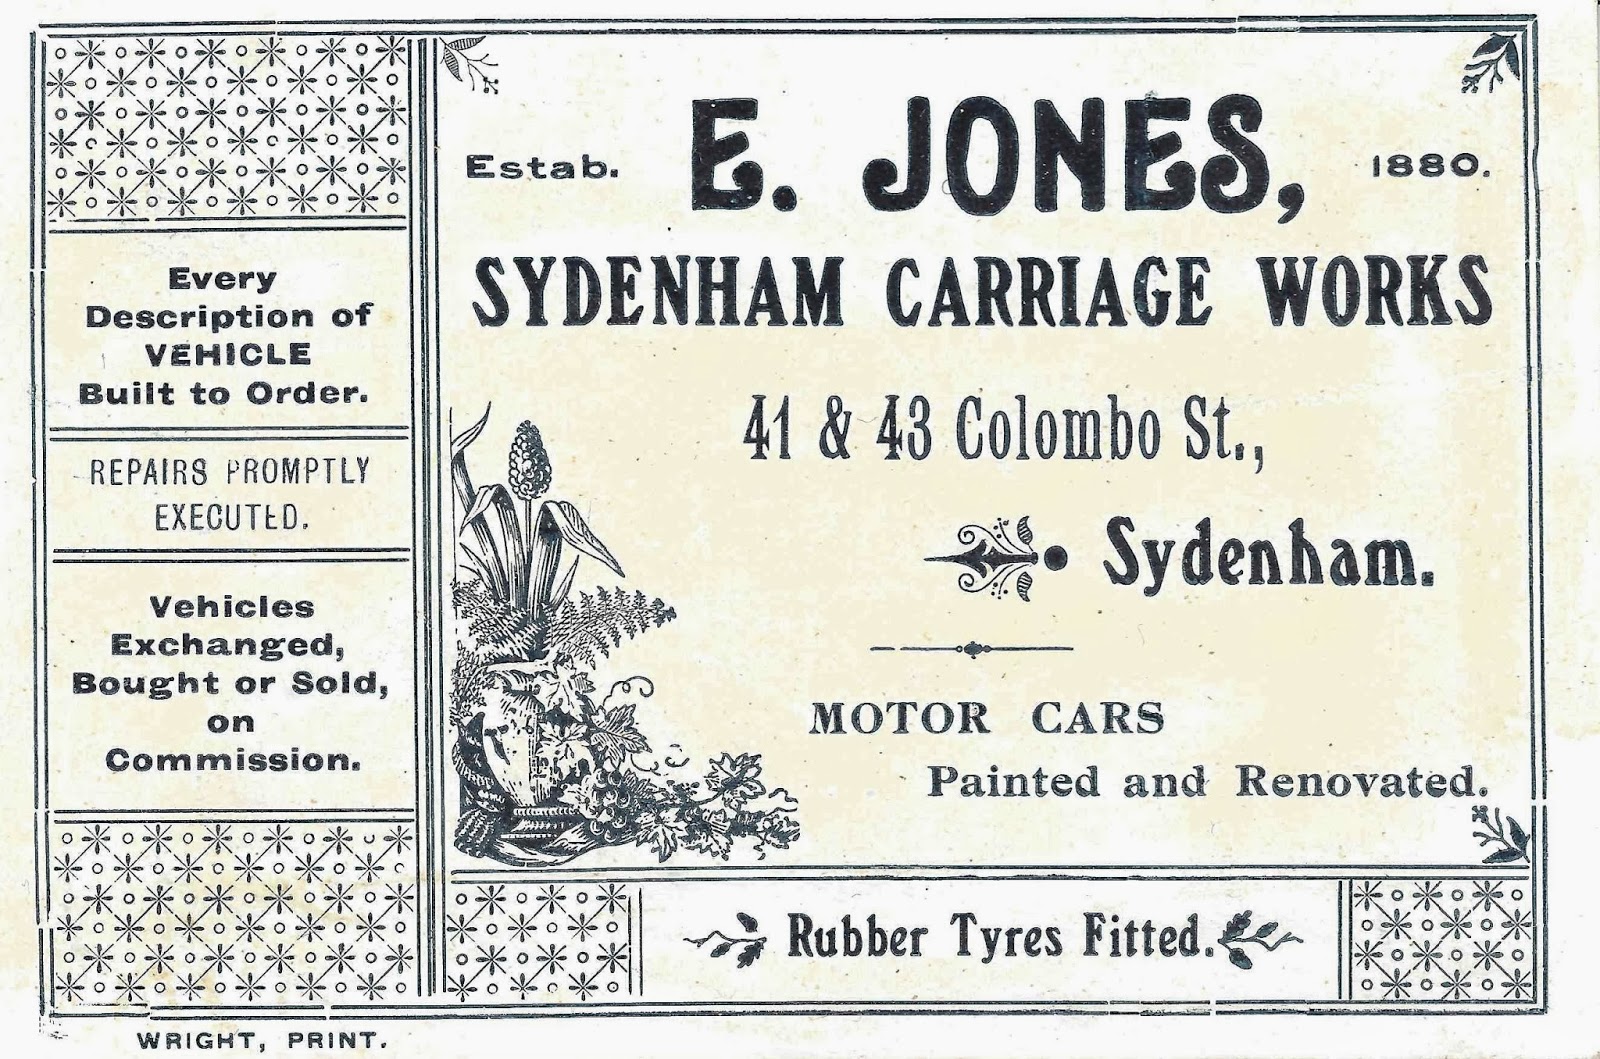 Estab. E. JONES, 1880.
SYDENHAM CARRIAGE WORKS
41 & 43 Colombo St.,
Sydenham.
MOTOR CARS
Painted and Renovated.
Rubber Tyres Fitted.
Every
Description of
VEHICLE
Built to Order.
REPAIRS PROMPTLY
EXECUTED.
Vehicles
Exchanged,
Bought or Sold,
on
Commission.
WRIGHT, PRINT.